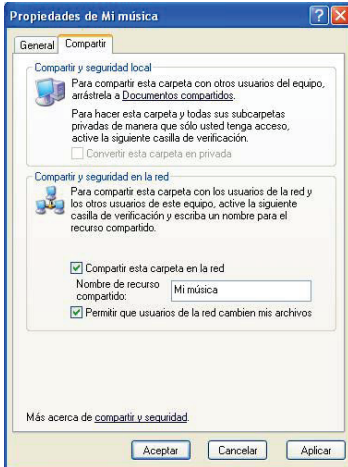 Propiedades de Mi música
General
Compartir
Compartir y seguridad local
Para compartir esta carpeta con otros usuarios del equipo,
arrástrela a Documentos compartidos.
Para hacer esta carpeta y todas sus subcarpetas
privadas de manera que sólo usted tenga acceso,
active la siguiente casilla de verificación.
Convertir esta carpeta en privada
Compartir y seguridad en la red
Para compartir esta carpeta con los usuarios de la red y
los otros usuarios de este equipo, active la siguiente
casilla de verificación y escriba un nombre para el
recurso compartido.
Compartir esta carpeta en la red
Nombre de recurso
compartido:
Mi música
Permitir que usuarios de la red cambien mis archivos
Más acerca de compartir y seguridad.
Aceptar
Cancelar
Aplicar